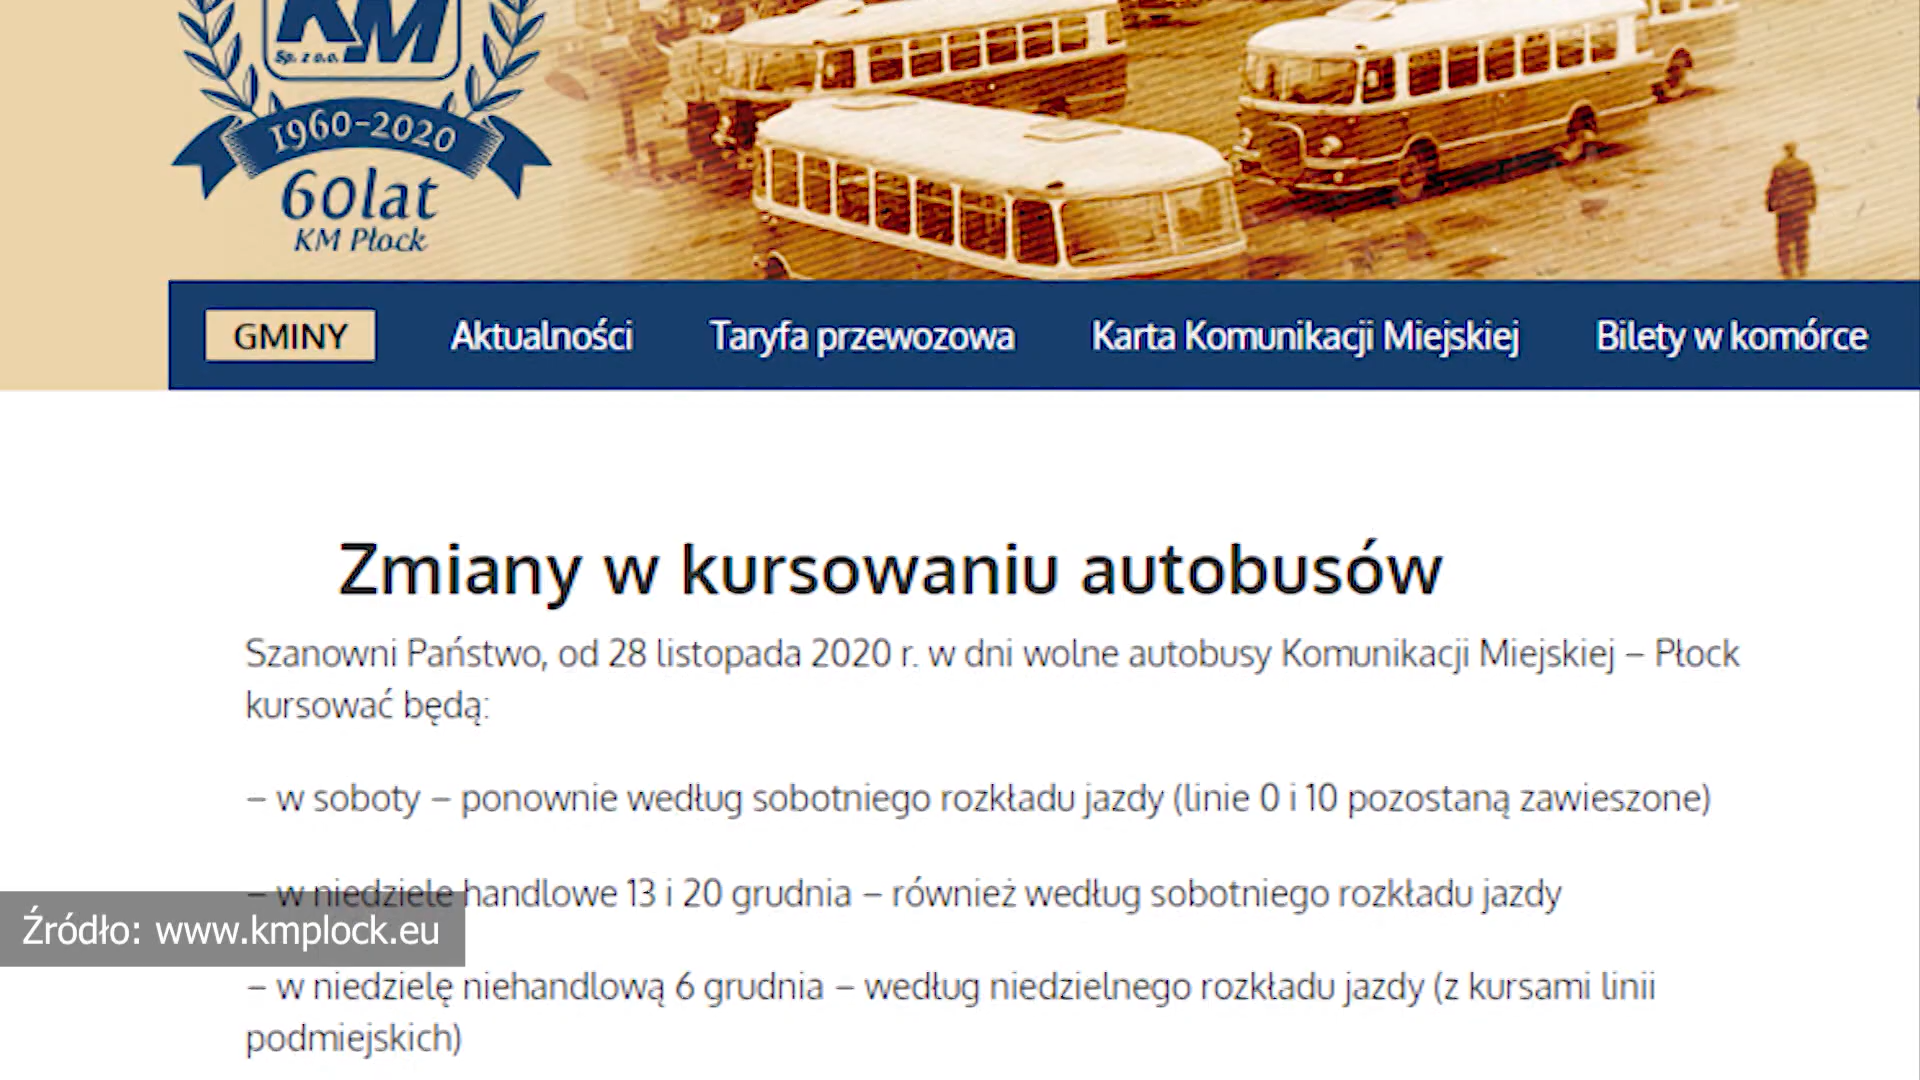 KM
Sp. z o.o.
1960-2020
60lat
KM Płock
GMINY Aktualności Taryfa przewozowa Karta Komunikacji Miejskiej Bilety w komórce
Zmiany w kursowaniu autobusów
Szanowni Państwo, od 28 listopada 2020 r. w dni wolne autobusy Komunikacji Miejskiej – Płock
kursować będą:
– w soboty – ponownie według sobotniego rozkładu jazdy (linie 0 i 10 pozostaną zawieszone)
– w niedziele handlowe 13 i 20 grudnia – również według sobotniego rozkładu jazdy
Źródło: www.kmplock.eu
– w niedzielę niehandlową 6 grudnia – według niedzielnego rozkładu jazdy (z kursami linii
podmiejskich)